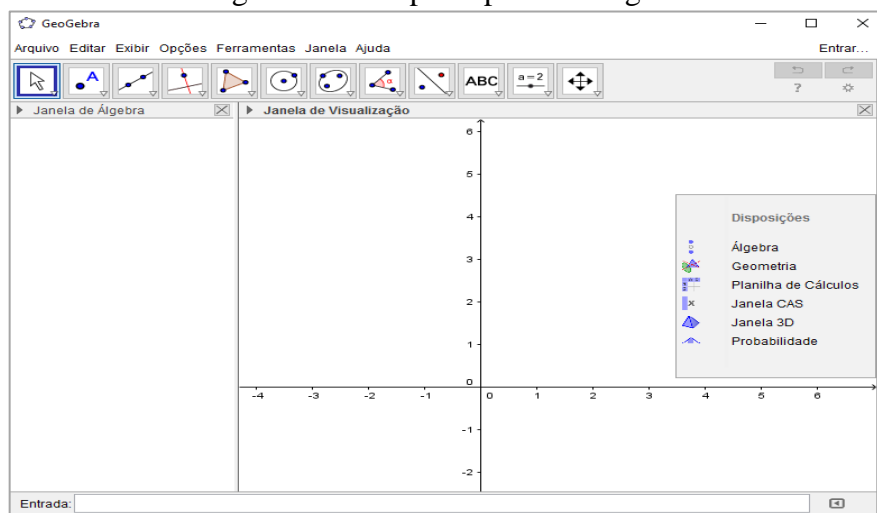 GeoGebra
Arquivo Editar Exibir Opções Ferramentas Janela Ajuda Entrar...
A α ABC a=2 ?
Janela de Álgebra
Janela de Visualização
6
5
4
3
2
1
0
-4 -3 -2 -1 0 1 2 3 4 5 6
-1
-2
Disposições
Álgebra
Geometria
Planilha de Cálculos
x Janela CAS
Janela 3D
Probabilidade
Entrada: